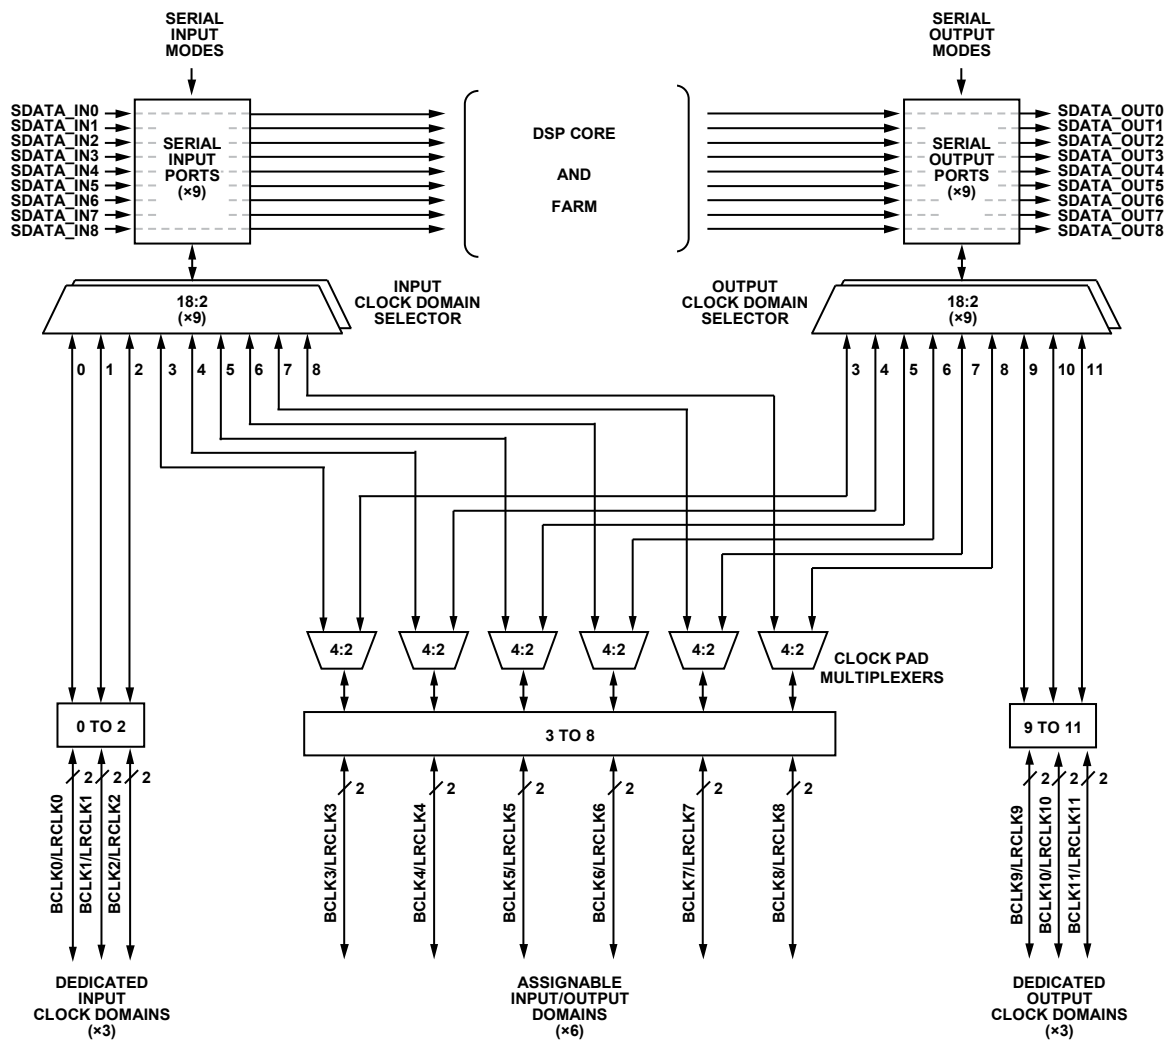 SERIAL
INPUT
MODES
SERIAL
OUTPUT
MODES
SDATA_IN0
SDATA_IN1
SDATA_IN2
SDATA_IN3
SDATA_IN4
SDATA_IN5
SDATA_IN6
SDATA_IN7
SDATA_IN8
SERIAL
INPUT
PORTS
(×9)
DSP CORE
AND
FARM
SERIAL
OUTPUT
PORTS
(×9)
SDATA_OUT0
SDATA_OUT1
SDATA_OUT2
SDATA_OUT3
SDATA_OUT4
SDATA_OUT5
SDATA_OUT6
SDATA_OUT7
SDATA_OUT8
18:2
(×9)
INPUT
CLOCK DOMAIN
SELECTOR
OUTPUT
CLOCK DOMAIN
SELECTOR
18:2
(×9)
0 1 2 3 4 5 6 7 8
3 4 5 6 7 8 9 10 11
4:2 4:2 4:2 4:2 4:2 4:2
CLOCK PAD
MULTIPLEXERS
0 TO 2
3 TO 8
9 TO 11
2 2 2
2 2 2 2 2 2
2 2 2
BCLK0/LRCLK0
BCLK1/LRCLK1
BCLK2/LRCLK2
BCLK3/LRCLK3
BCLK4/LRCLK4
BCLK5/LRCLK5
BCLK6/LRCLK6
BCLK7/LRCLK7
BCLK8/LRCLK8
BCLK9/LRCLK9
BCLK10/LRCLK10
BCLK11/LRCLK11
DEDICATED
INPUT
CLOCK DOMAINS
(×3)
ASSIGNABLE
INPUT/OUTPUT
DOMAINS
(×6)
DEDICATED
OUTPUT
CLOCK DOMAINS
(×3)